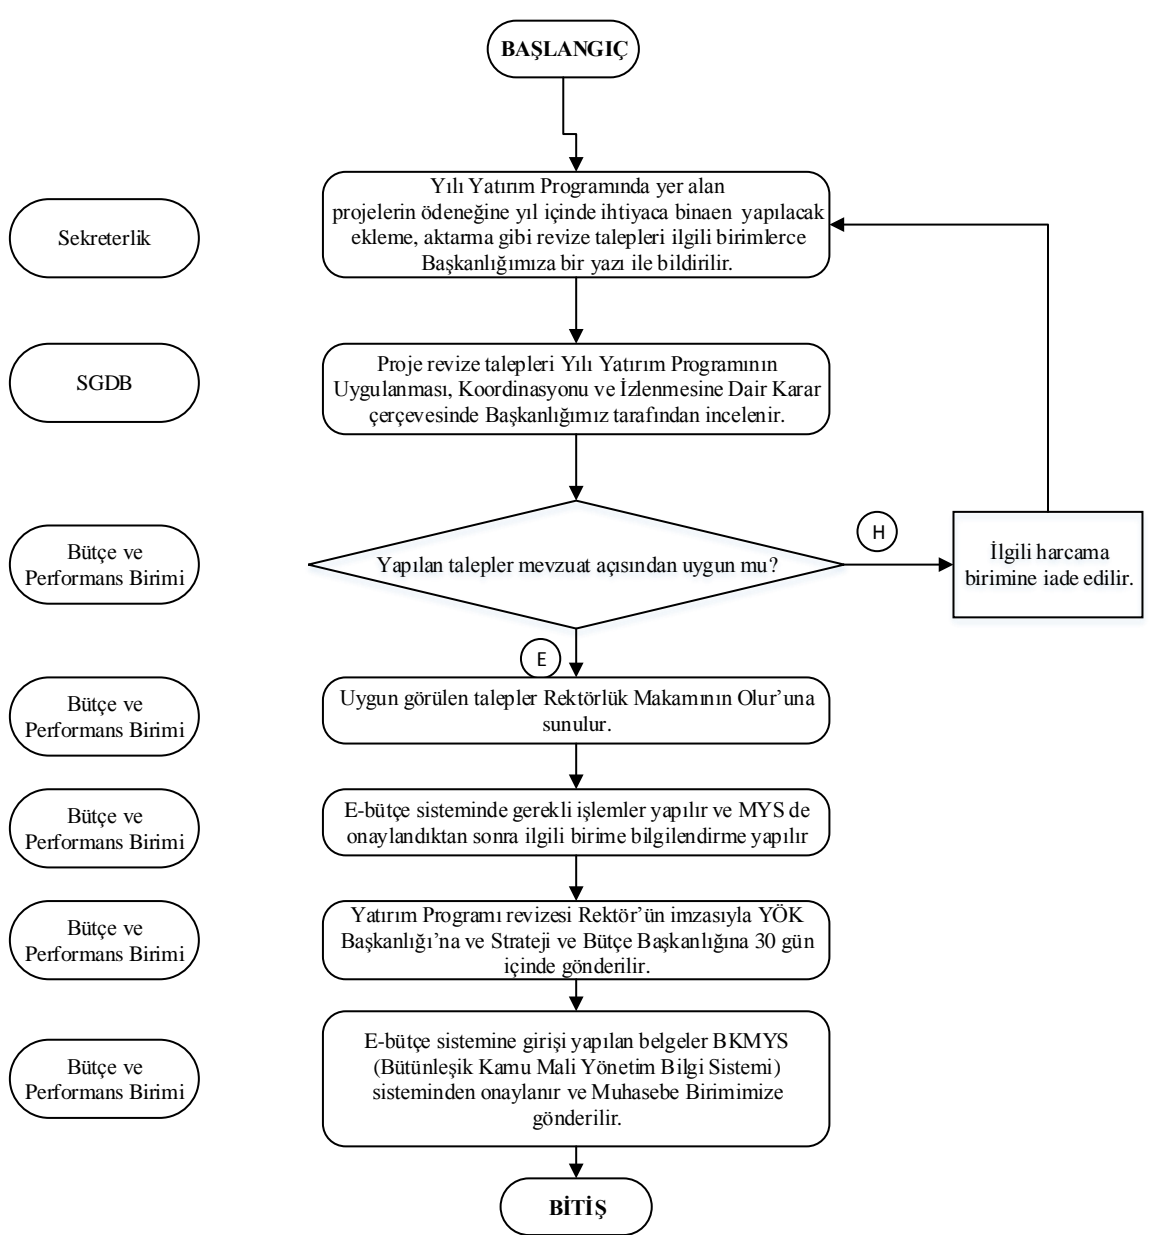 BAŞLANGIÇ
Sekreterlik
Yılı Yatırım Programında yer alan
projelerin ödeneğine yıl içinde ihtiyaca binaen yapılacak
ekleme, aktarma gibi revize talepleri ilgili birimlerce
Başkanlığımıza bir yazı ile bildirilir.
SGDB
Proje revize talepleri Yılı Yatırım Programının
Uygulanması, Koordinasyonu ve İzlenmesine Dair Karar
çerçevesinde Başkanlığımız tarafından incelenir.
Bütçe ve
Performans Birimi
Yapılan talepler mevzuat açısından uygun mu?
H
İlgili harcama
birimine iade edilir.
E
Bütçe ve
Performans Birimi
Uygun görülen talepler Rektörlük Makamının Olur’una
sunulur.
Bütçe ve
Performans Birimi
E-bütçe sisteminde gerekli işlemler yapılır ve MYS de
onaylandıktan sonra ilgili birime bilgilendirme yapılır
Bütçe ve
Performans Birimi
Yatırım Programı revizesi Rektör’ün imzasıyla YÖK
Başkanlığı’na ve Strateji ve Bütçe Başkanlığına 30 gün
içinde gönderilir.
Bütçe ve
Performans Birimi
E-bütçe sistemine girişi yapılan belgeler BKMYS
(Bütünleşik Kamu Mali Yönetim Bilgi Sistemi)
sisteminden onaylanır ve Muhasebe Birimimize
gönderilir.
BİTİŞ